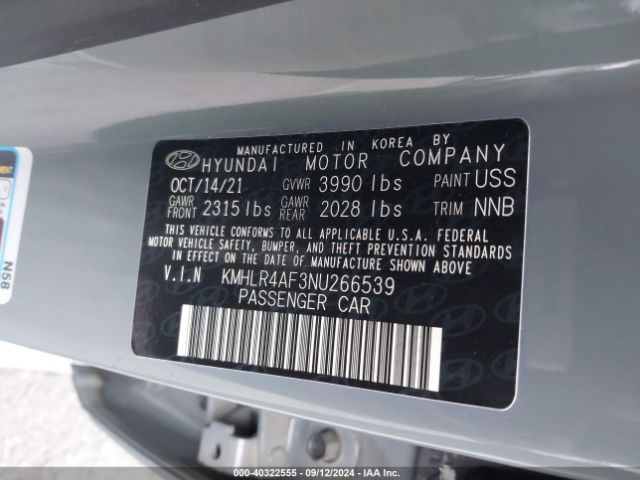 MANUFACTURED IN KOREA BY
HYUNDAI MOTOR COMPANY
OCT/14/21 GVWR 3990 lbs PAINT USS
GAWR FRONT 2315 lbs GAWR REAR 2028 lbs TRIM NNB
THIS VEHICLE CONFORMS TO ALL APPLICABLE U.S.A. FEDERAL
MOTOR VEHICLE SAFETY, BUMPER, AND THEFT PREVENTION STANDARDS
IN EFFECT ON THE DATE OF MANUFACTURE SHOWN ABOVE.
V.I.N KMHLR4AF3NU266539
PASSENGER CAR
N58
000-40322555 - 09/12/2024 - IAA Inc.